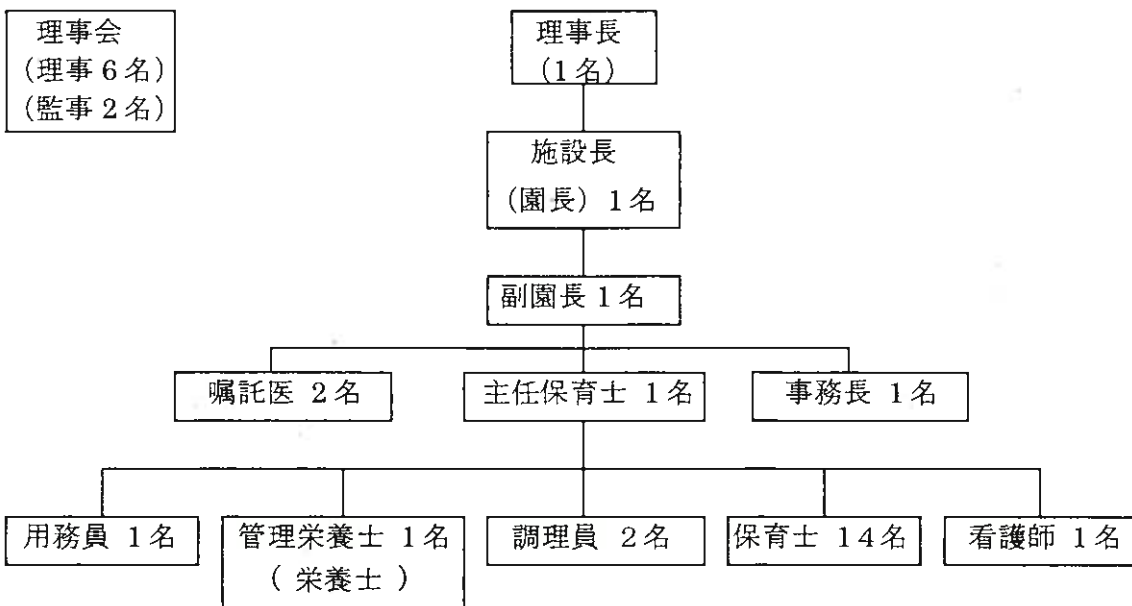 理事会
(理事6名)
(監事2名)
理事長
(1名)
施設長
(園長) 1名
副園長1名
嘱託医 2名
主任保育士 1名
事務長 1名
用務員 1名
管理栄養士 1名
( 栄養士 )
調理員 2名
保育士 14名
看護師 1名